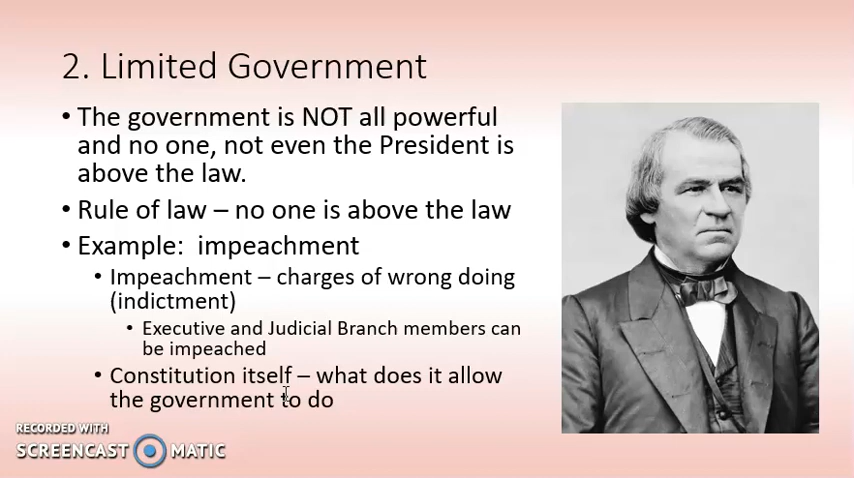 2. Limited Government
• The government is NOT all powerful
and no one, not even the President is
above the law.
• Rule of law – no one is above the law
• Example:  impeachment
• Impeachment – charges of wrong doing
(indictment)
• Executive and Judicial Branch members can
be impeached
• Constitution itself – what does it allow
the government to do
RECORDED WITH
SCREENCAST MATIC